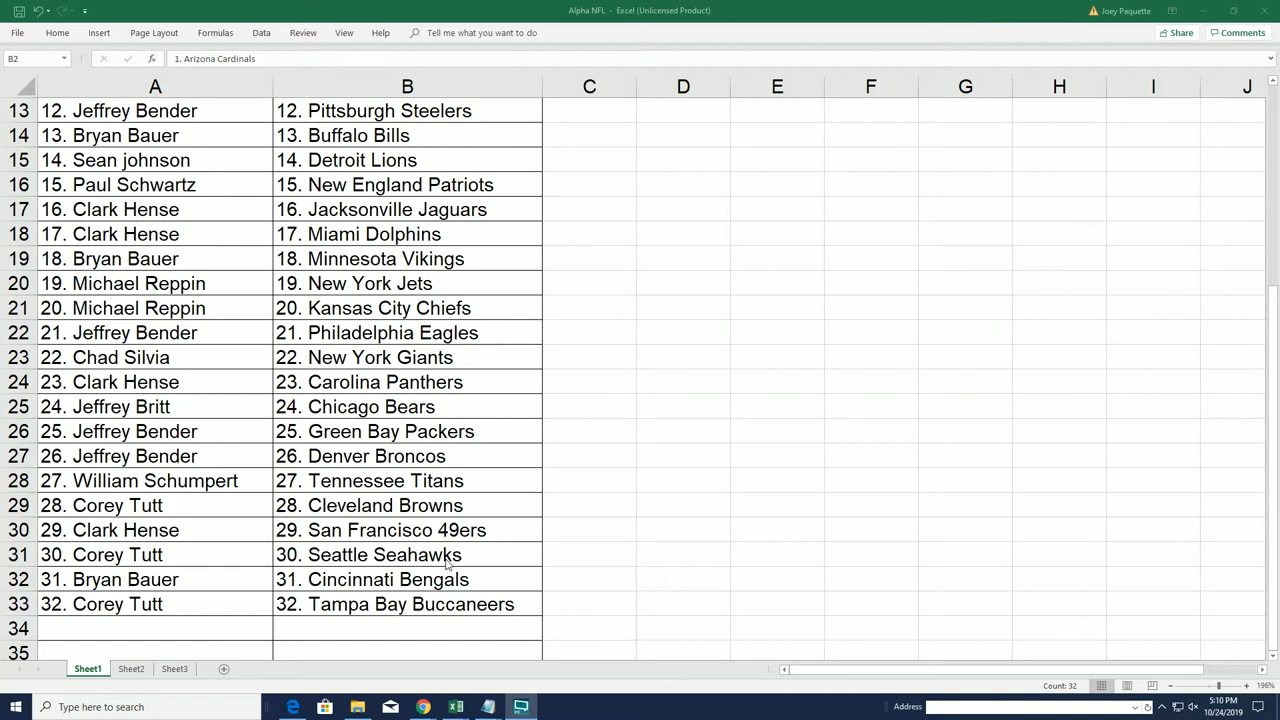 Alpha NFL - Excel (Unlicensed Product)
Joey Paquette
File Home Insert Page Layout Formulas Data Review View Help Tell me what you want to do Share Comments
B2 fx 1. Arizona Cardinals
A B C D E F G H I J
13 12. Jeffrey Bender 12. Pittsburgh Steelers
14 13. Bryan Bauer 13. Buffalo Bills
15 14. Sean johnson 14. Detroit Lions
16 15. Paul Schwartz 15. New England Patriots
17 16. Clark Hense 16. Jacksonville Jaguars
18 17. Clark Hense 17. Miami Dolphins
19 18. Bryan Bauer 18. Minnesota Vikings
20 19. Michael Reppin 19. New York Jets
21 20. Michael Reppin 20. Kansas City Chiefs
22 21. Jeffrey Bender 21. Philadelphia Eagles
23 22. Chad Silvia 22. New York Giants
24 23. Clark Hense 23. Carolina Panthers
25 24. Jeffrey Britt 24. Chicago Bears
26 25. Jeffrey Bender 25. Green Bay Packers
27 26. Jeffrey Bender 26. Denver Broncos
28 27. William Schumpert 27. Tennessee Titans
29 28. Corey Tutt 28. Cleveland Browns
30 29. Clark Hense 29. San Francisco 49ers
31 30. Corey Tutt 30. Seattle Seahawks
32 31. Bryan Bauer 31. Cincinnati Bengals
33 32. Corey Tutt 32. Tampa Bay Buccaneers
34
35
Sheet1 Sheet2 Sheet3
Count: 32 196%
Type here to search Address 5:10 PM
10/24/2019